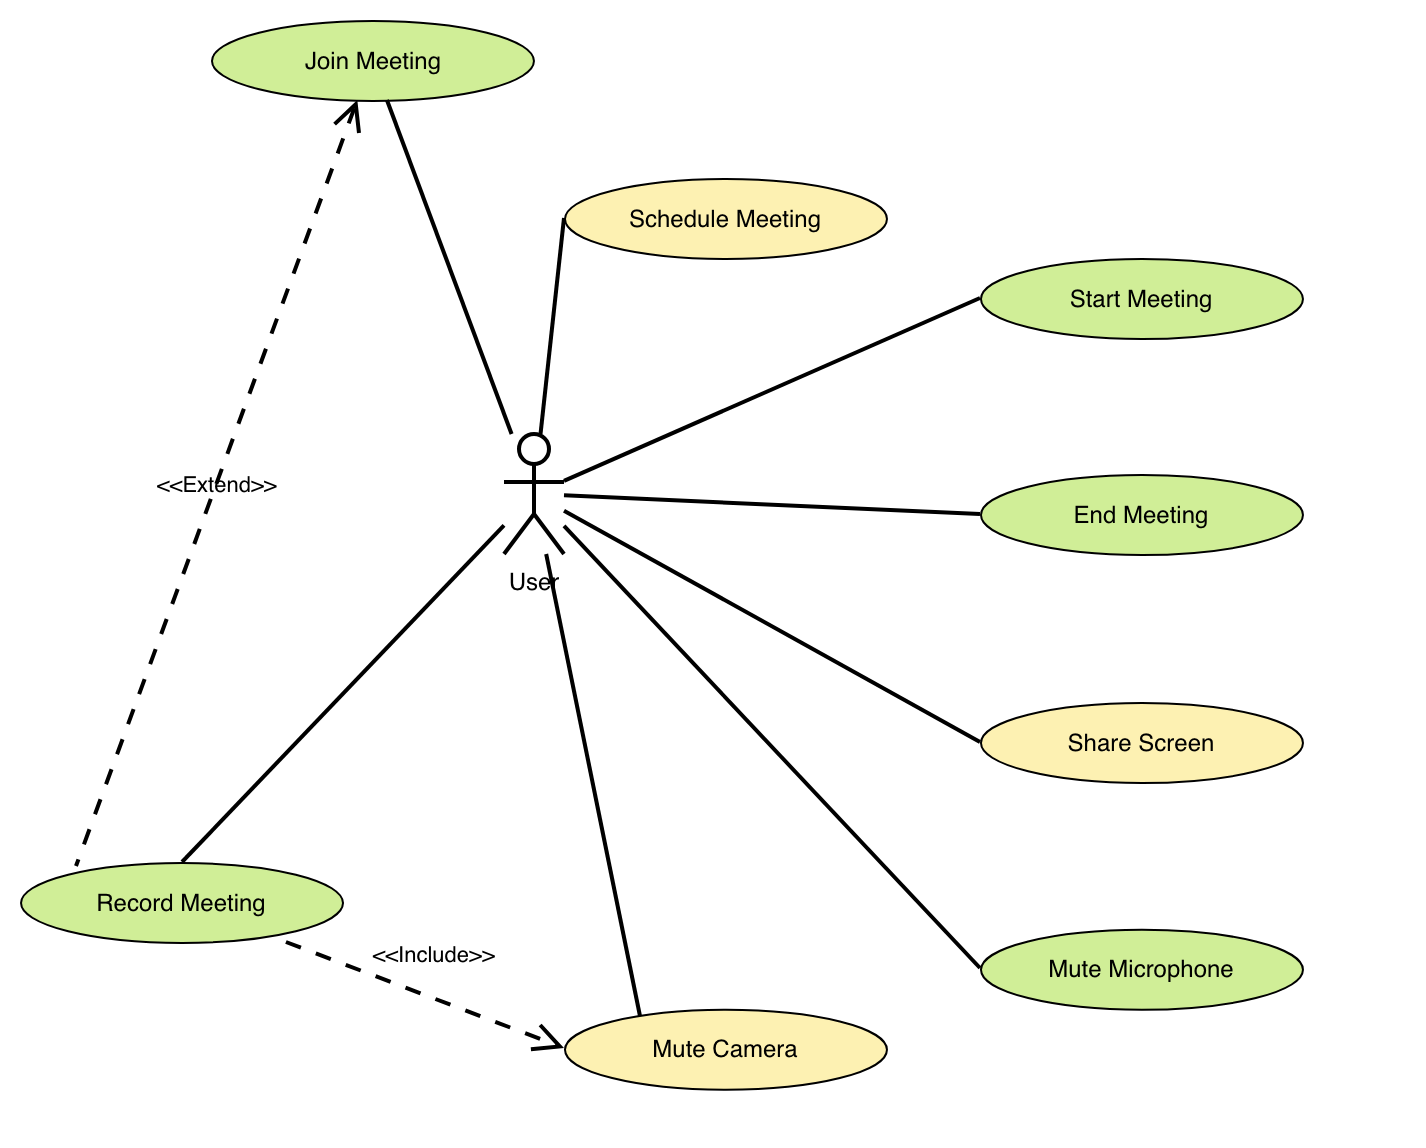 Join Meeting
Schedule Meeting
Start Meeting
<<Extend>>
End Meeting
User
Share Screen
Record Meeting
<<Include>>
Mute Microphone
Mute Camera